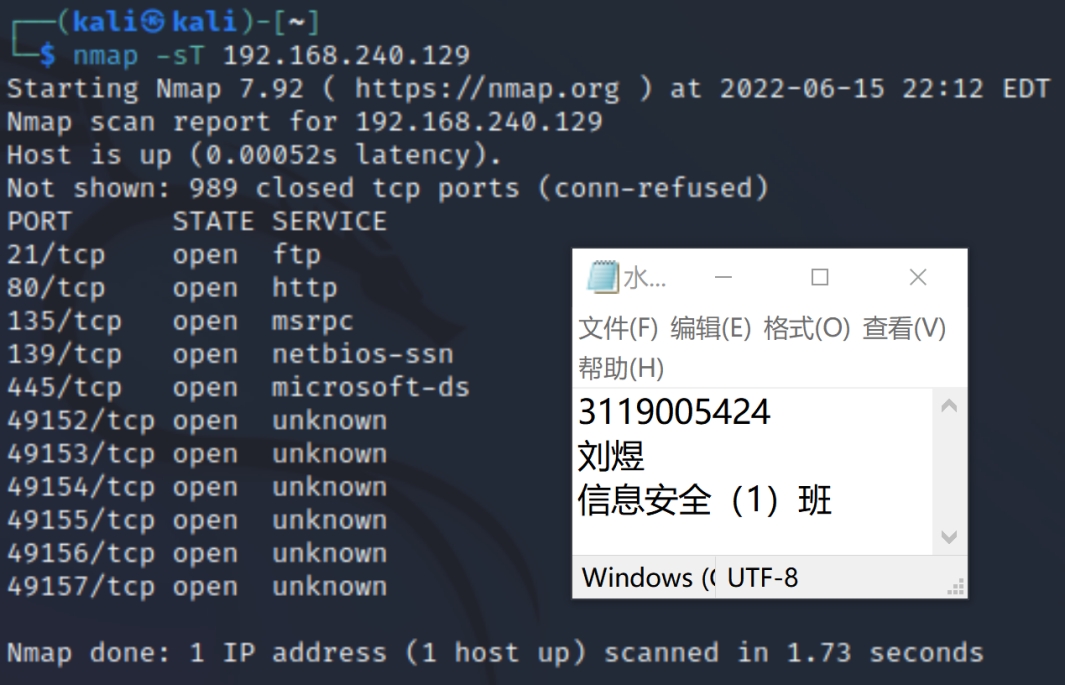 ┌──(kali㉿kali)-[~]
└─$ nmap -sT 192.168.240.129
Starting Nmap 7.92 ( https://nmap.org ) at 2022-06-15 22:12 EDT
Nmap scan report for 192.168.240.129
Host is up (0.00052s latency).
Not shown: 989 closed tcp ports (conn-refused)
PORT      STATE SERVICE
21/tcp    open  ftp
80/tcp    open  http
135/tcp   open  msrpc
139/tcp   open  netbios-ssn
445/tcp   open  microsoft-ds
49152/tcp open  unknown
49153/tcp open  unknown
49154/tcp open  unknown
49155/tcp open  unknown
49156/tcp open  unknown
49157/tcp open  unknown
Nmap done: 1 IP address (1 host up) scanned in 1.73 seconds
水...
文件(F) 编辑(E) 格式(O) 查看(V)
帮助(H)
3119005424
刘煜
信息安全（1）班
Windows (C UTF-8